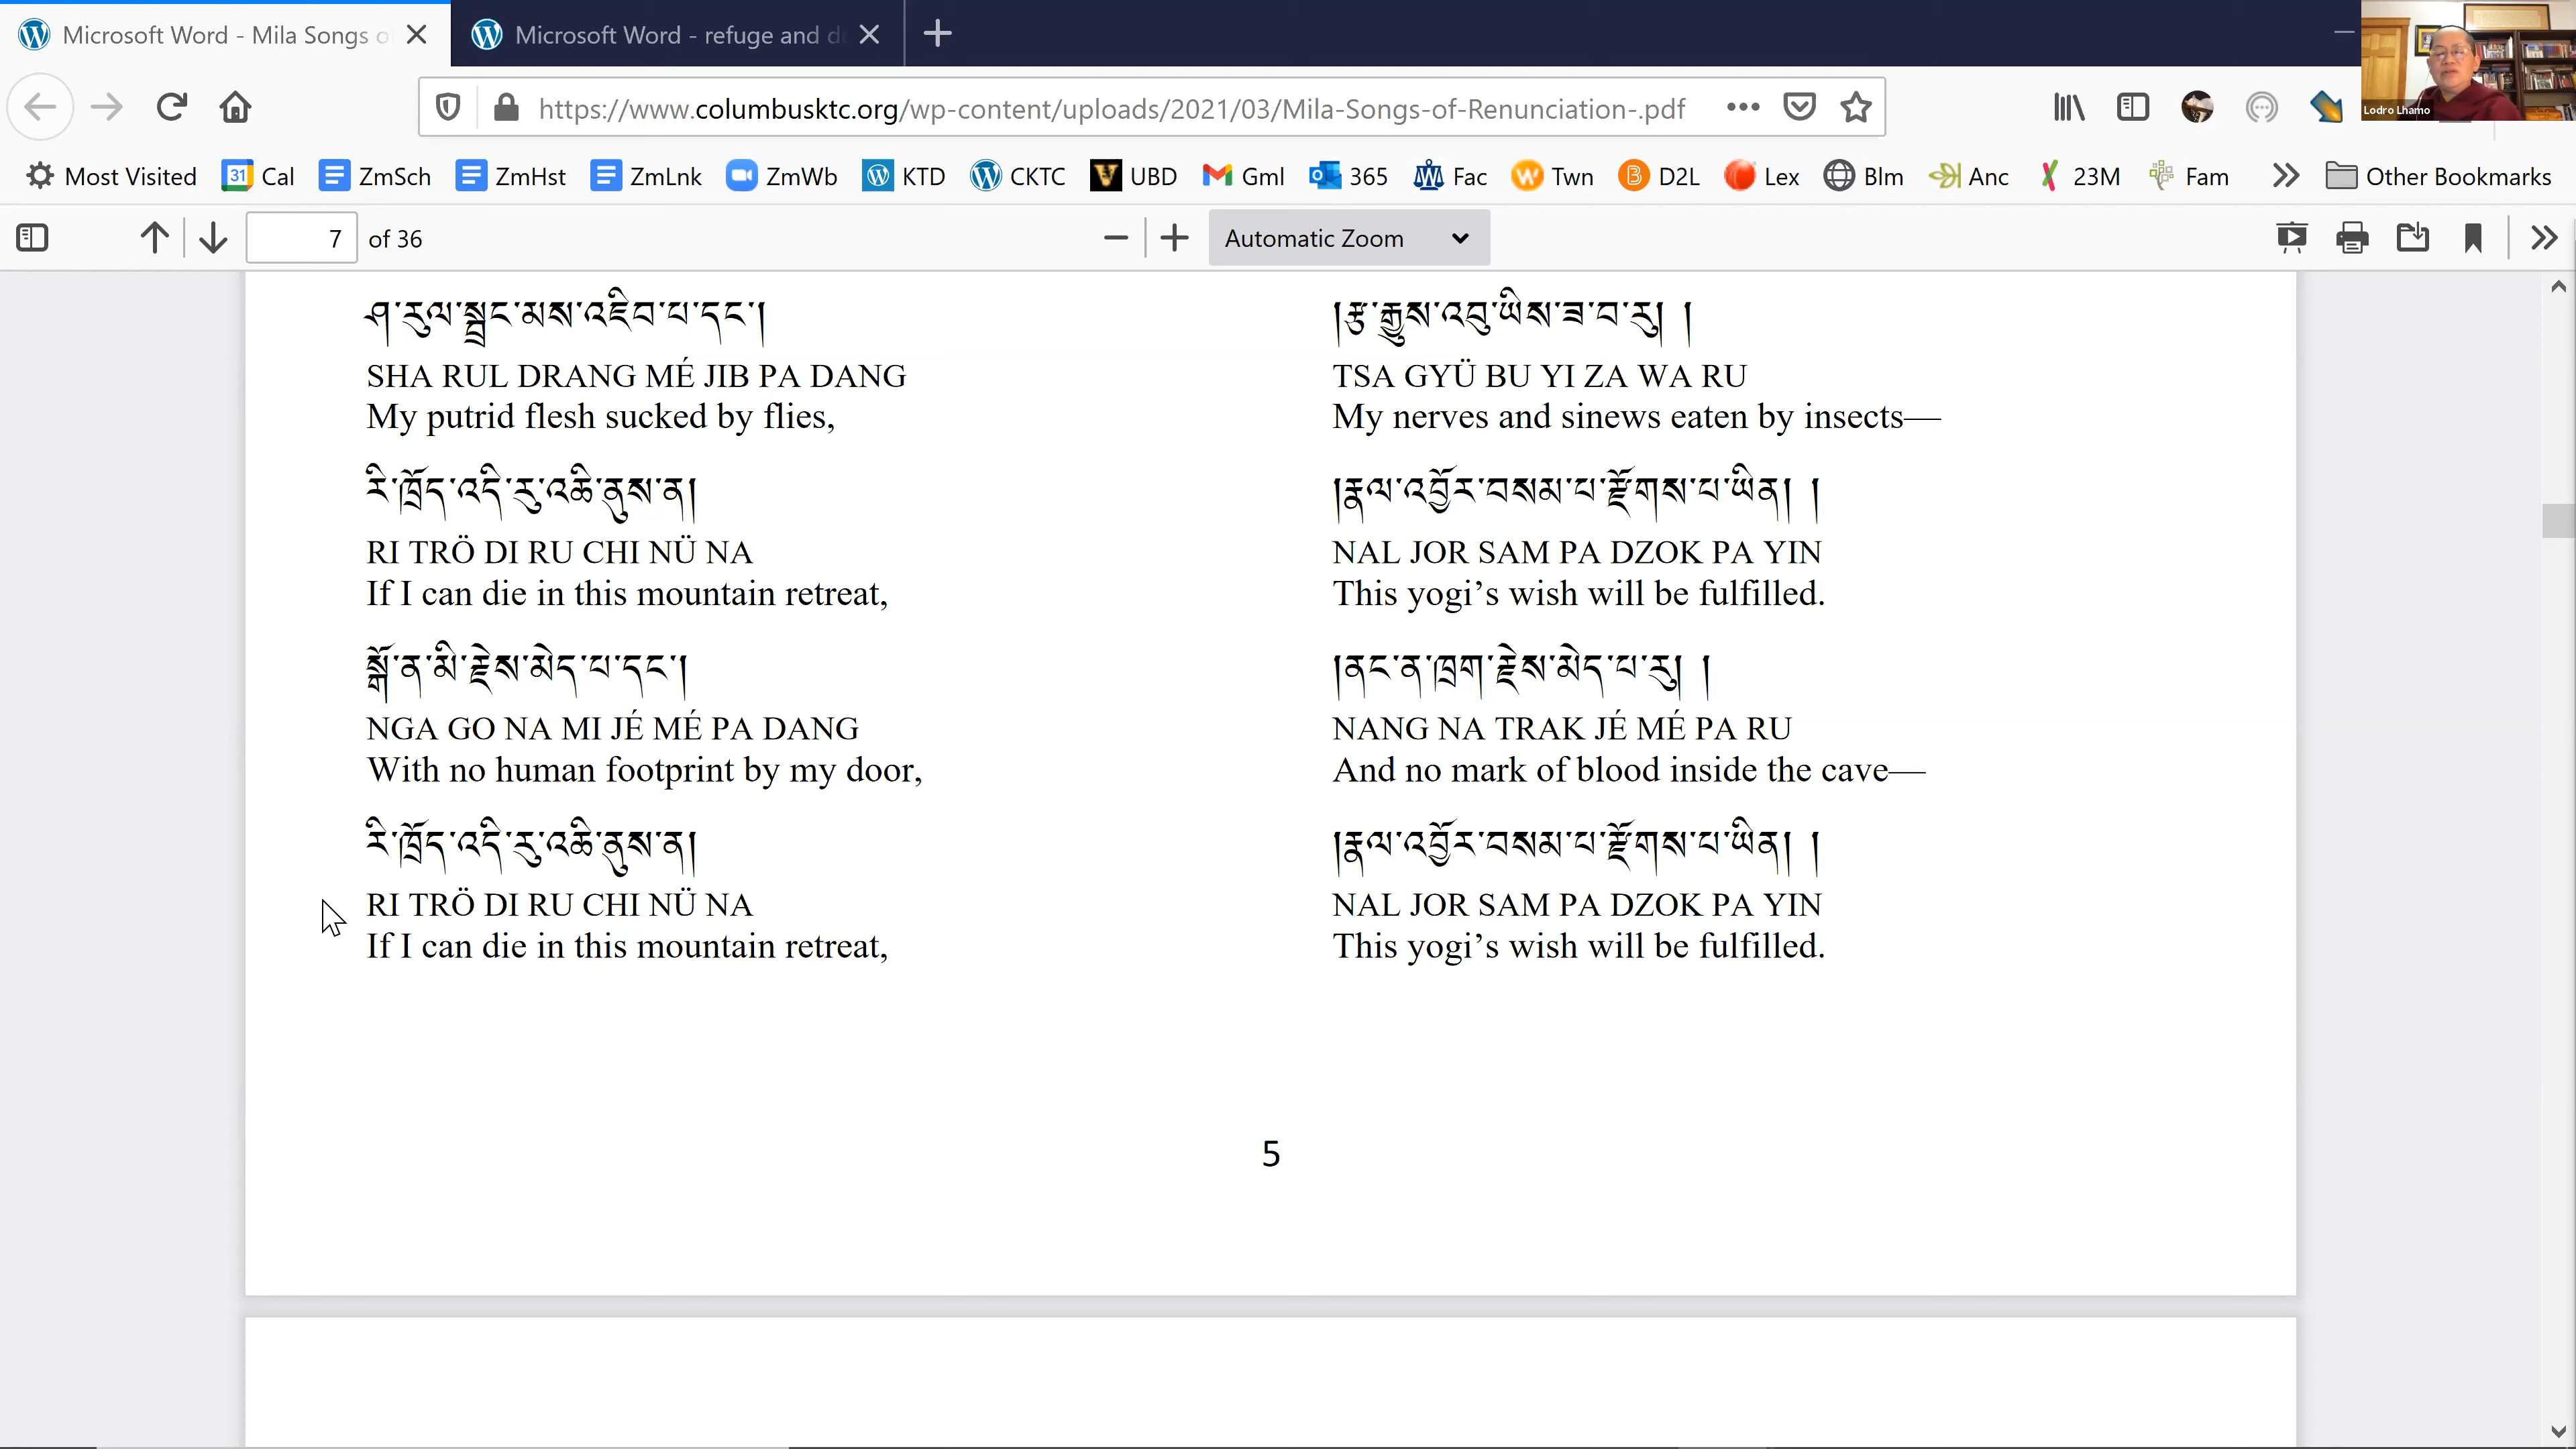 Microsoft Word - Mila Songs o
Microsoft Word - refuge and d
Lodro Lhamo
https://www.columbusktc.org/wp-content/uploads/2021/03/Mila-Songs-of-Renunciation-.pdf
Most Visited 31 Cal ZmSch ZmHst ZmLnk ZmWb KTD CKTC UBD Gml 365 Fac Twn D2L Lex Blm Anc 23M Fam Other Bookmarks
7 of 36 Automatic Zoom
ཤ་རུལ་སྦྲང་མས་འཇིབ་པ་དང་། །རྩ་རྒྱུས་འབུ་ཡིས་ཟ་བ་རུ། །
SHA RUL DRANG MÉ JIB PA DANG TSA GYÜ BU YI ZA WA RU
My putrid flesh sucked by flies, My nerves and sinews eaten by insects—
རི་ཁྲོད་འདི་རུ་འཆི་ནུས་ན། །རྣལ་འབྱོར་བསམ་པ་རྫོགས་པ་ཡིན། །
RI TRÖ DI RU CHI NÜ NA NAL JOR SAM PA DZOK PA YIN
If I can die in this mountain retreat, This yogi’s wish will be fulfilled.
སྒོ་ན་མི་རྗེས་མེད་པ་དང་། །ནང་ན་ཁྲག་རྗེས་མེད་པ་རུ། །
NGA GO NA MI JÉ MÉ PA DANG NANG NA TRAK JÉ MÉ PA RU
With no human footprint by my door, And no mark of blood inside the cave—
རི་ཁྲོད་འདི་རུ་འཆི་ནུས་ན། །རྣལ་འབྱོར་བསམ་པ་རྫོགས་པ་ཡིན། །
RI TRÖ DI RU CHI NÜ NA NAL JOR SAM PA DZOK PA YIN
If I can die in this mountain retreat, This yogi’s wish will be fulfilled.
5